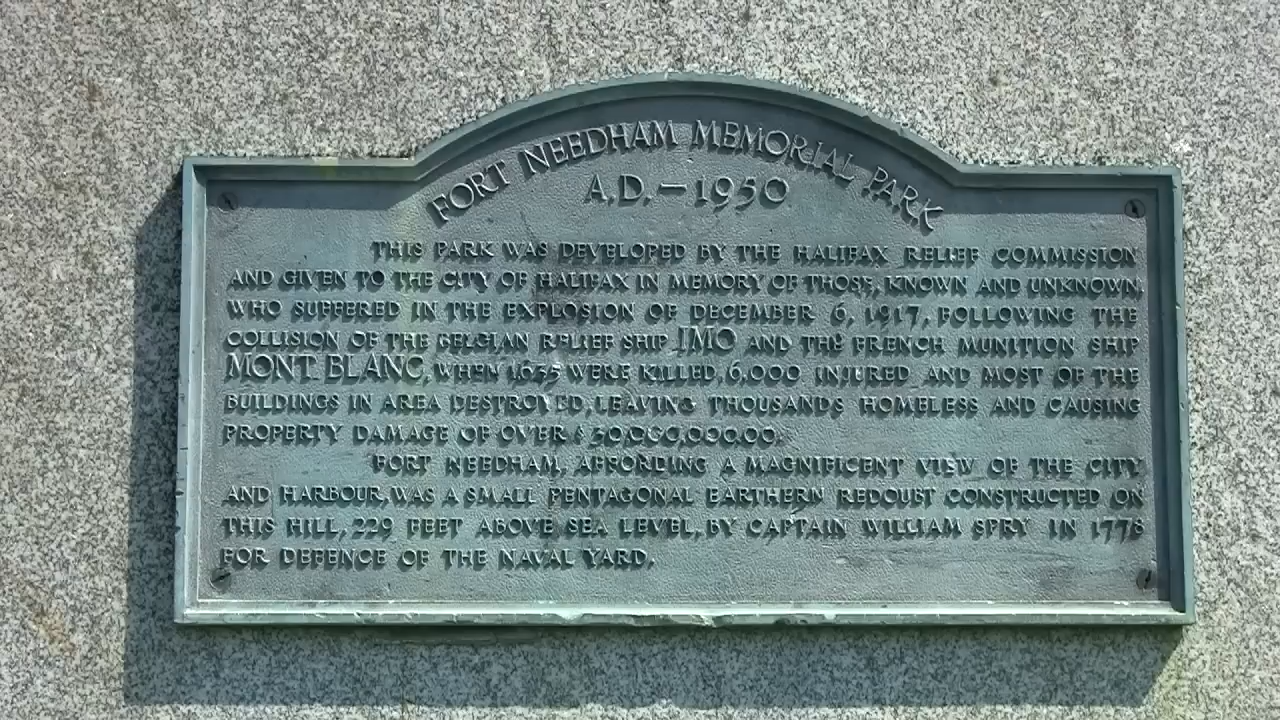 FORT NEEDHAM MEMORIAL PARK
A.D. — 1950
THIS PARK WAS DEVELOPED BY THE HALIFAX RELIEF COMMISSION
AND GIVEN TO THE CITY OF HALIFAX IN MEMORY OF THOSE, KNOWN AND UNKNOWN,
WHO SUFFERED IN THE EXPLOSION OF DECEMBER 6, 1917, FOLLOWING THE
COLLISION OF THE BELGIAN RELIEF SHIP IMO AND THE FRENCH MUNITION SHIP
MONT BLANC, WHEN 1635 WERE KILLED, 6,000 INJURED AND MOST OF THE
BUILDINGS IN AREA DESTROYED, LEAVING THOUSANDS HOMELESS AND CAUSING
PROPERTY DAMAGE OF OVER $30,000,000.00.
FORT NEEDHAM, AFFORDING A MAGNIFICENT VIEW OF THE CITY
AND HARBOUR, WAS A SMALL PENTAGONAL EARTHERN REDOUBT CONSTRUCTED ON
THIS HILL, 229 FEET ABOVE SEA LEVEL, BY CAPTAIN WILLIAM SPRY IN 1778
FOR DEFENCE OF THE NAVAL YARD.